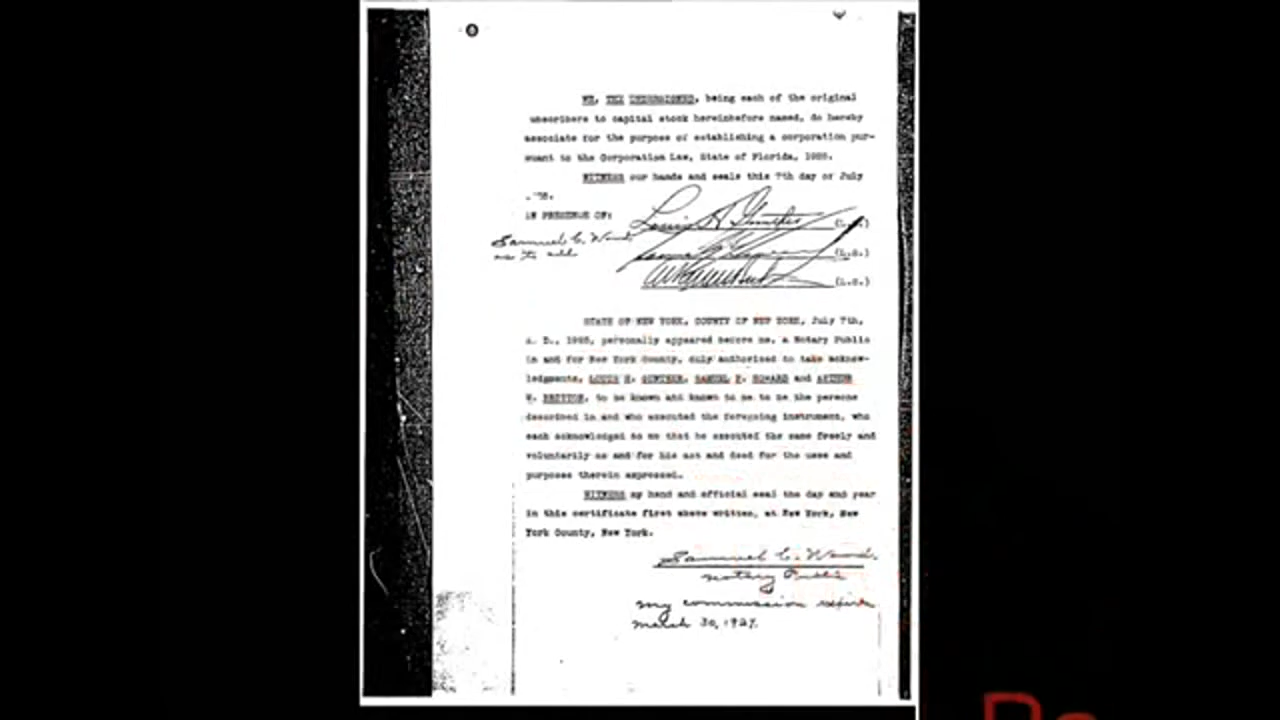 WE, THE UNDERSIGNED, being each of the original
subscribers to capital stock hereinbefore named, do hereby
associate for the purpose of establishing a corporation pur-
suant to the Corporation Law, State of Florida, 1925.
WITNESS our hands and seals this 7th day of July
IN PRESENCE OF:
Samuel C. Wood
as to all
(L.S.)
(L.S.)
(L.S.)
STATE OF NEW YORK, COUNTY OF NEW YORK, July 7th,
A. D., 1925, personally appeared before me, a Notary Public
in and for New York County, duly authorized to take acknow-
ledgments, LOUIS H. GUNTHER, SAMUEL P. HOWARD and ARTHUR
W. BRITTON, to me known and known to me to be the persons
described in and who executed the foregoing instrument, who
each acknowledged to me that he executed the same freely and
voluntarily as and for his act and deed for the uses and
purposes therein expressed.
WITNESS my hand and official seal the day and year
in this certificate first above written, at New York, New
York County, New York.
Samuel C. Wood.
Notary Public
My commission expires
March 30, 1927.